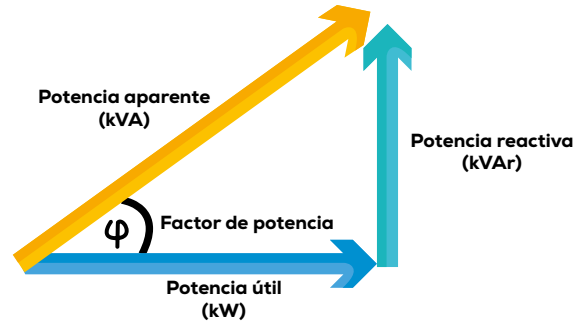 Potencia aparente
(kVA)
Potencia reactiva
(kVAr)
φ
Factor de potencia
Potencia útil
(kW)